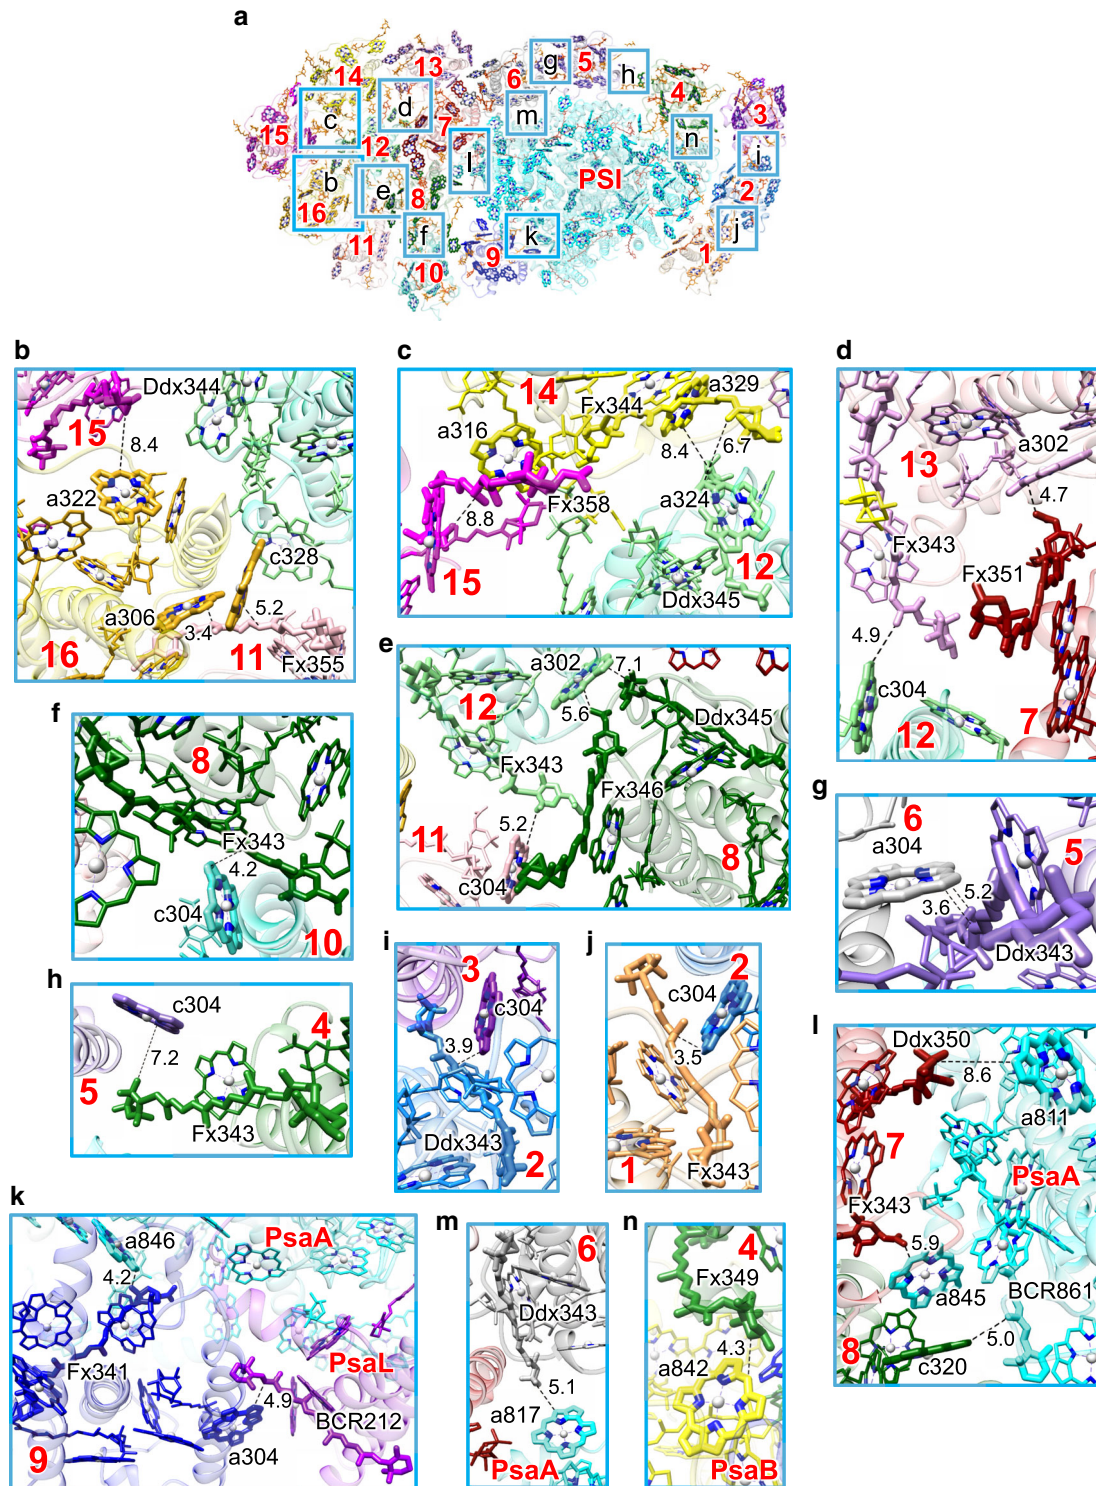 a
14
13
g
5
h
6
4
c
d
m
3
15
7
12
n
l
i
b
e
PSI
2
8
16
f
k
j
11
9
1
10
b
Ddx344
15
8.4
a322
c328
a306
5.2
3.4
16
11
Fx355
c
14
a329
Fx344
a316
8.4
6.7
a324
Fx358
8.8
12
15
Ddx345
d
a302
13
4.7
Fx343
Fx351
4.9
c304
12
7
e
a302
7.1
12
5.6
Ddx345
Fx343
Fx346
5.2
11
8
c304
f
8
Fx343
4.2
c304
10
g
6
a304
5
5.2
3.6
Ddx343
h
c304
4
7.2
5
Fx343
i
3
c304
3.9
Ddx343
2
j
2
c304
3.5
1
Fx343
k
a846
PsaA
4.2
Fx341
PsaL
4.9
BCR212
9
a304
l
Ddx350
8.6
a811
7
PsaA
Fx343
5.9
BCR861
a845
5.0
8
c320
m
6
Ddx343
5.1
a817
PsaA
n
4
Fx349
4.3
a842
PsaB